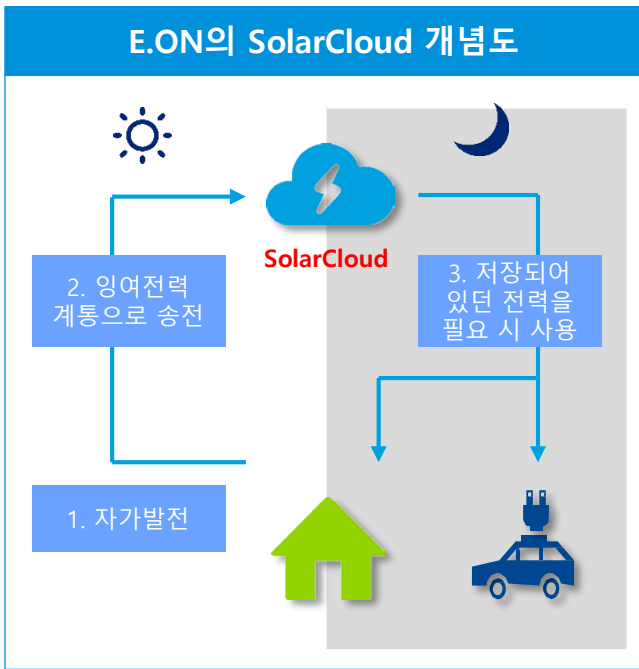 E.ON의 SolarCloud 개념도
SolarCloud
2. 잉여전력
계통으로 송전
3. 저장되어
있던 전력을
필요 시 사용
1. 자가발전